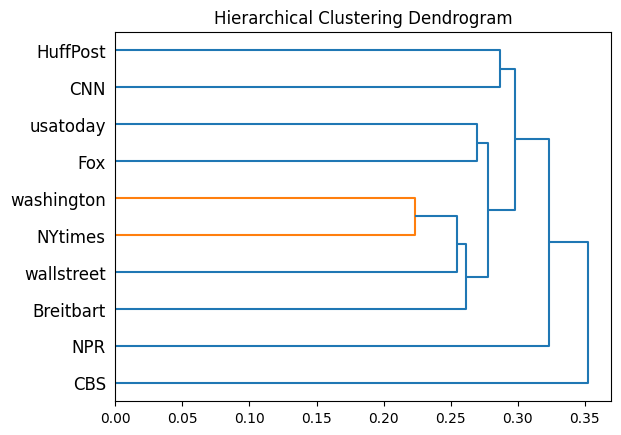 Hierarchical Clustering Dendrogram
HuffPost
CNN
usatoday
Fox
washington
NYtimes
wallstreet
Breitbart
NPR
CBS
0.00 0.05 0.10 0.15 0.20 0.25 0.30 0.35